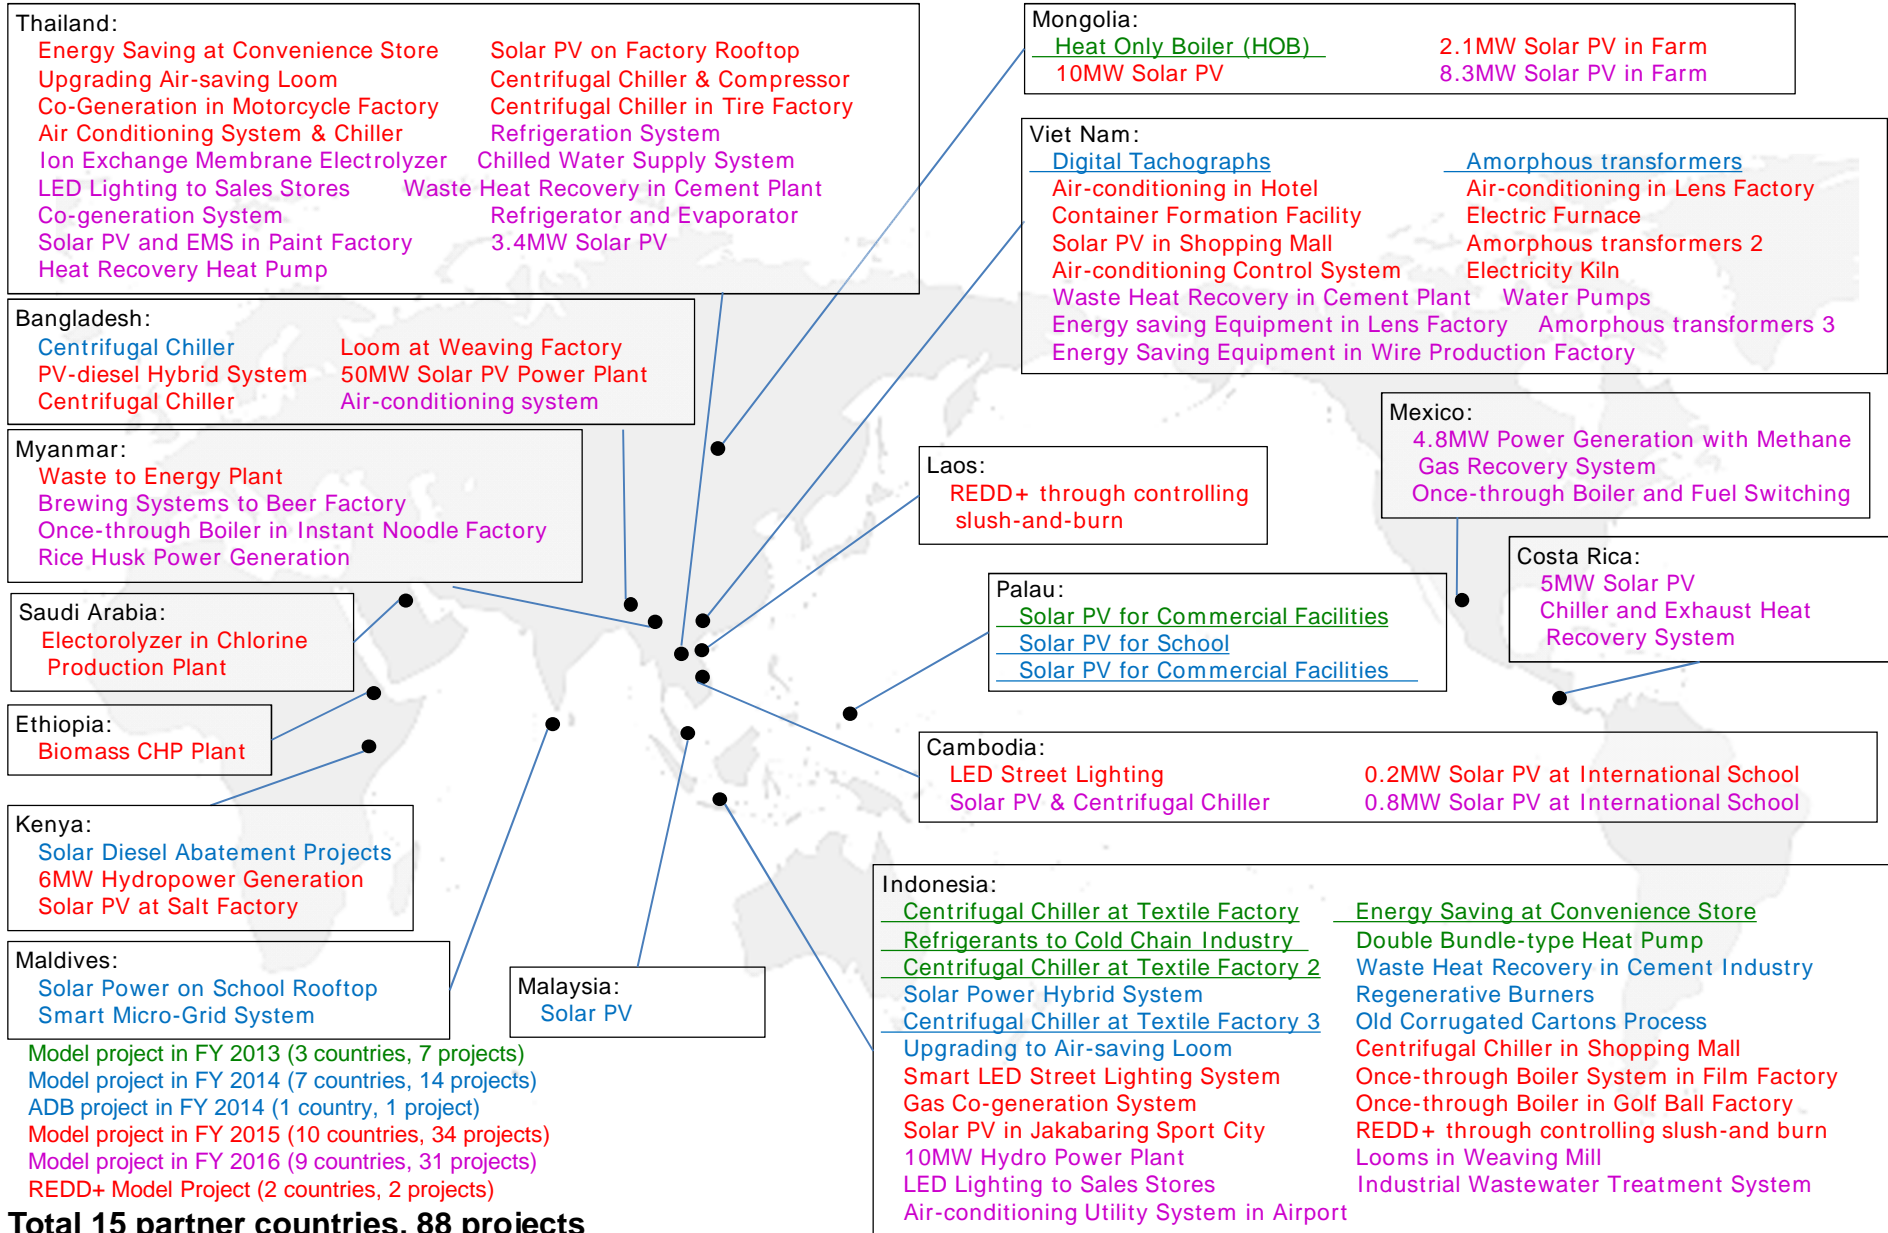 Thailand:
Energy Saving at Convenience Store Solar PV on Factory Rooftop
Upgrading Air-saving Loom Centrifugal Chiller & Compressor
Co-Generation in Motorcycle Factory Centrifugal Chiller in Tire Factory
Air Conditioning System & Chiller Refrigeration System
Ion Exchange Membrane Electrolyzer Chilled Water Supply System
LED Lighting to Sales Stores Waste Heat Recovery in Cement Plant
Co-generation System Refrigerator and Evaporator
Solar PV and EMS in Paint Factory 3.4MW Solar PV
Heat Recovery Heat Pump
Mongolia:
Heat Only Boiler (HOB) 2.1MW Solar PV in Farm
10MW Solar PV 8.3MW Solar PV in Farm
Viet Nam:
Digital Tachographs Amorphous transformers
Air-conditioning in Hotel Air-conditioning in Lens Factory
Container Formation Facility Electric Furnace
Solar PV in Shopping Mall Amorphous transformers 2
Air-conditioning Control System Electricity Kiln
Waste Heat Recovery in Cement Plant Water Pumps
Energy saving Equipment in Lens Factory Amorphous transformers 3
Energy Saving Equipment in Wire Production Factory
Bangladesh:
Centrifugal Chiller Loom at Weaving Factory
PV-diesel Hybrid System 50MW Solar PV Power Plant
Centrifugal Chiller Air-conditioning system
Mexico:
4.8MW Power Generation with Methane
Gas Recovery System
Once-through Boiler and Fuel Switching
Myanmar:
Waste to Energy Plant
Brewing Systems to Beer Factory
Once-through Boiler in Instant Noodle Factory
Rice Husk Power Generation
Laos:
REDD+ through controlling
slush-and-burn
Costa Rica:
5MW Solar PV
Chiller and Exhaust Heat
Recovery System
Saudi Arabia:
Electorolyzer in Chlorine
Production Plant
Palau:
Solar PV for Commercial Facilities
Solar PV for School
Solar PV for Commercial Facilities
Ethiopia:
Biomass CHP Plant
Cambodia:
LED Street Lighting 0.2MW Solar PV at International School
Solar PV & Centrifugal Chiller 0.8MW Solar PV at International School
Kenya:
Solar Diesel Abatement Projects
6MW Hydropower Generation
Solar PV at Salt Factory
Maldives:
Solar Power on School Rooftop
Smart Micro-Grid System
Malaysia:
Solar PV
Indonesia:
Centrifugal Chiller at Textile Factory Energy Saving at Convenience Store
Refrigerants to Cold Chain Industry Double Bundle-type Heat Pump
Centrifugal Chiller at Textile Factory 2 Waste Heat Recovery in Cement Industry
Solar Power Hybrid System Regenerative Burners
Centrifugal Chiller at Textile Factory 3 Old Corrugated Cartons Process
Upgrading to Air-saving Loom Centrifugal Chiller in Shopping Mall
Smart LED Street Lighting System Once-through Boiler System in Film Factory
Gas Co-generation System Once-through Boiler in Golf Ball Factory
Solar PV in Jakabaring Sport City REDD+ through controlling slush-and burn
10MW Hydro Power Plant Looms in Weaving Mill
LED Lighting to Sales Stores Industrial Wastewater Treatment System
Air-conditioning Utility System in Airport
Model project in FY 2013 (3 countries, 7 projects)
Model project in FY 2014 (7 countries, 14 projects)
ADB project in FY 2014 (1 country, 1 project)
Model project in FY 2015 (10 countries, 34 projects)
Model project in FY 2016 (9 countries, 31 projects)
REDD+ Model Project (2 countries, 2 projects)
Total 15 partner countries, 88 projects